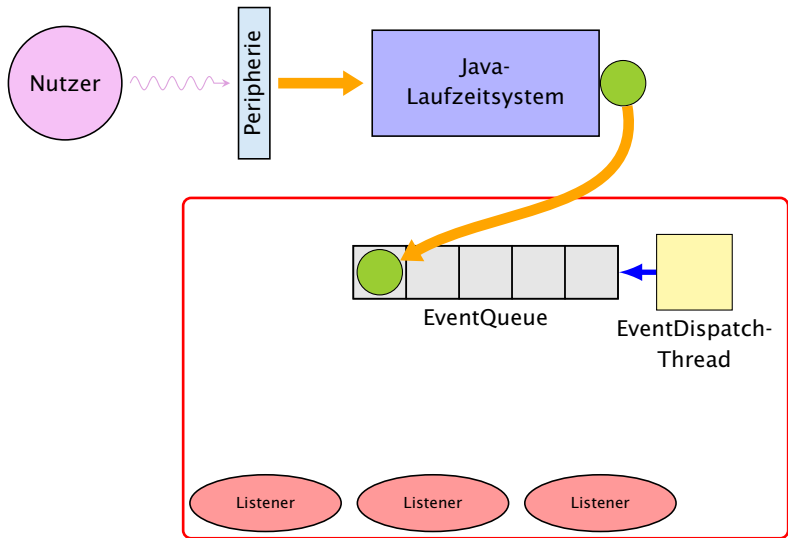 Nutzer
Peripherie
Java-
Laufzeitsystem
EventQueue
EventDispatch-
Thread
Listener
Listener
Listener